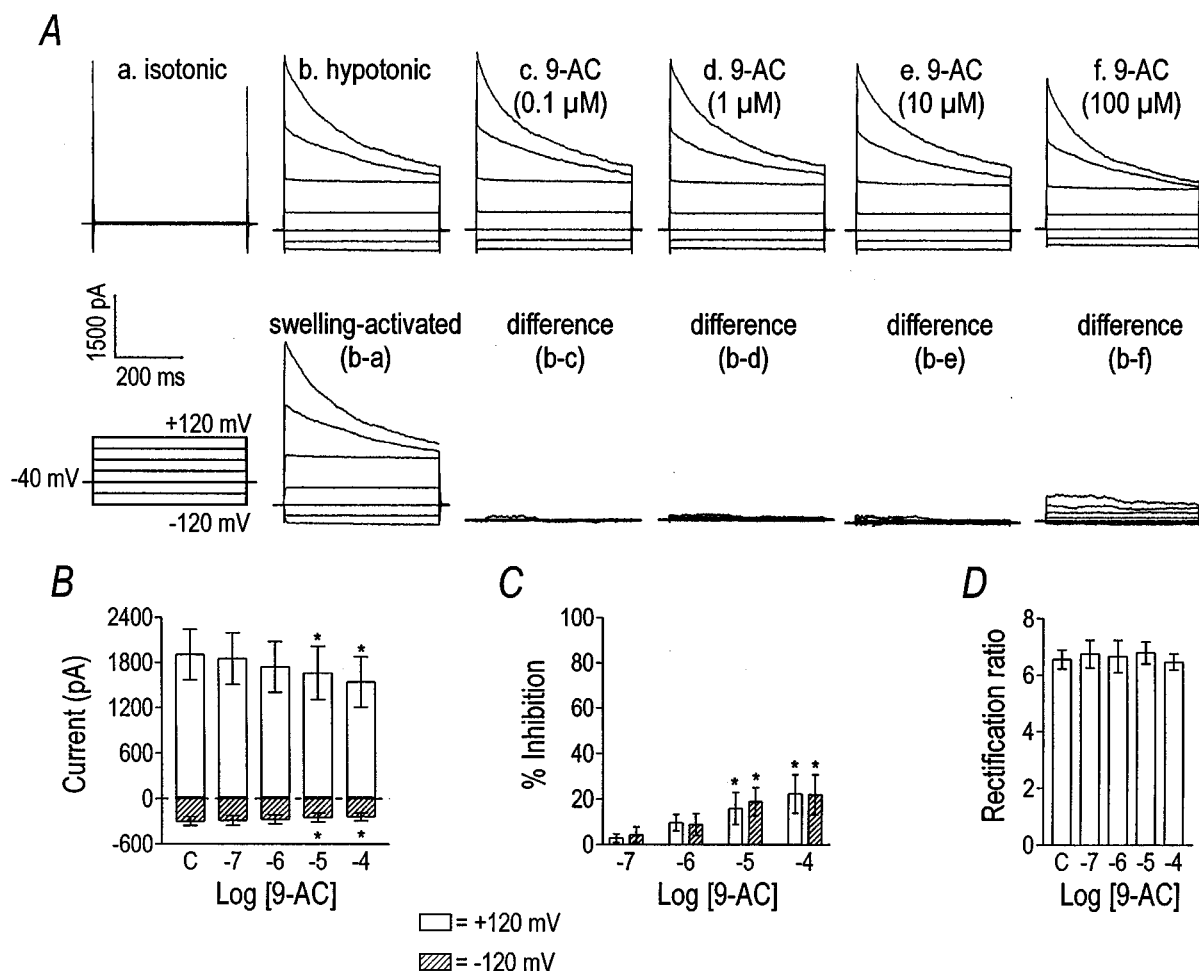 A
a. isotonic
b. hypotonic
c. 9-AC
(0.1 µM)
d. 9-AC
(1 µM)
e. 9-AC
(10 µM)
f. 9-AC
(100 µM)
1500 pA
200 ms
swelling-activated
(b-a)
difference
(b-c)
difference
(b-d)
difference
(b-e)
difference
(b-f)
+120 mV
-40 mV
-120 mV
B
Current (pA)
2400
1800
1200
600
0
-600
* *
* *
C -7 -6 -5 -4
Log [9-AC]
= +120 mV
= -120 mV
C
% Inhibition
100
80
60
40
20
0
* * * *
-7 -6 -5 -4
Log [9-AC]
D
Rectification ratio
8
6
4
2
0
C -7 -6 -5 -4
Log [9-AC]